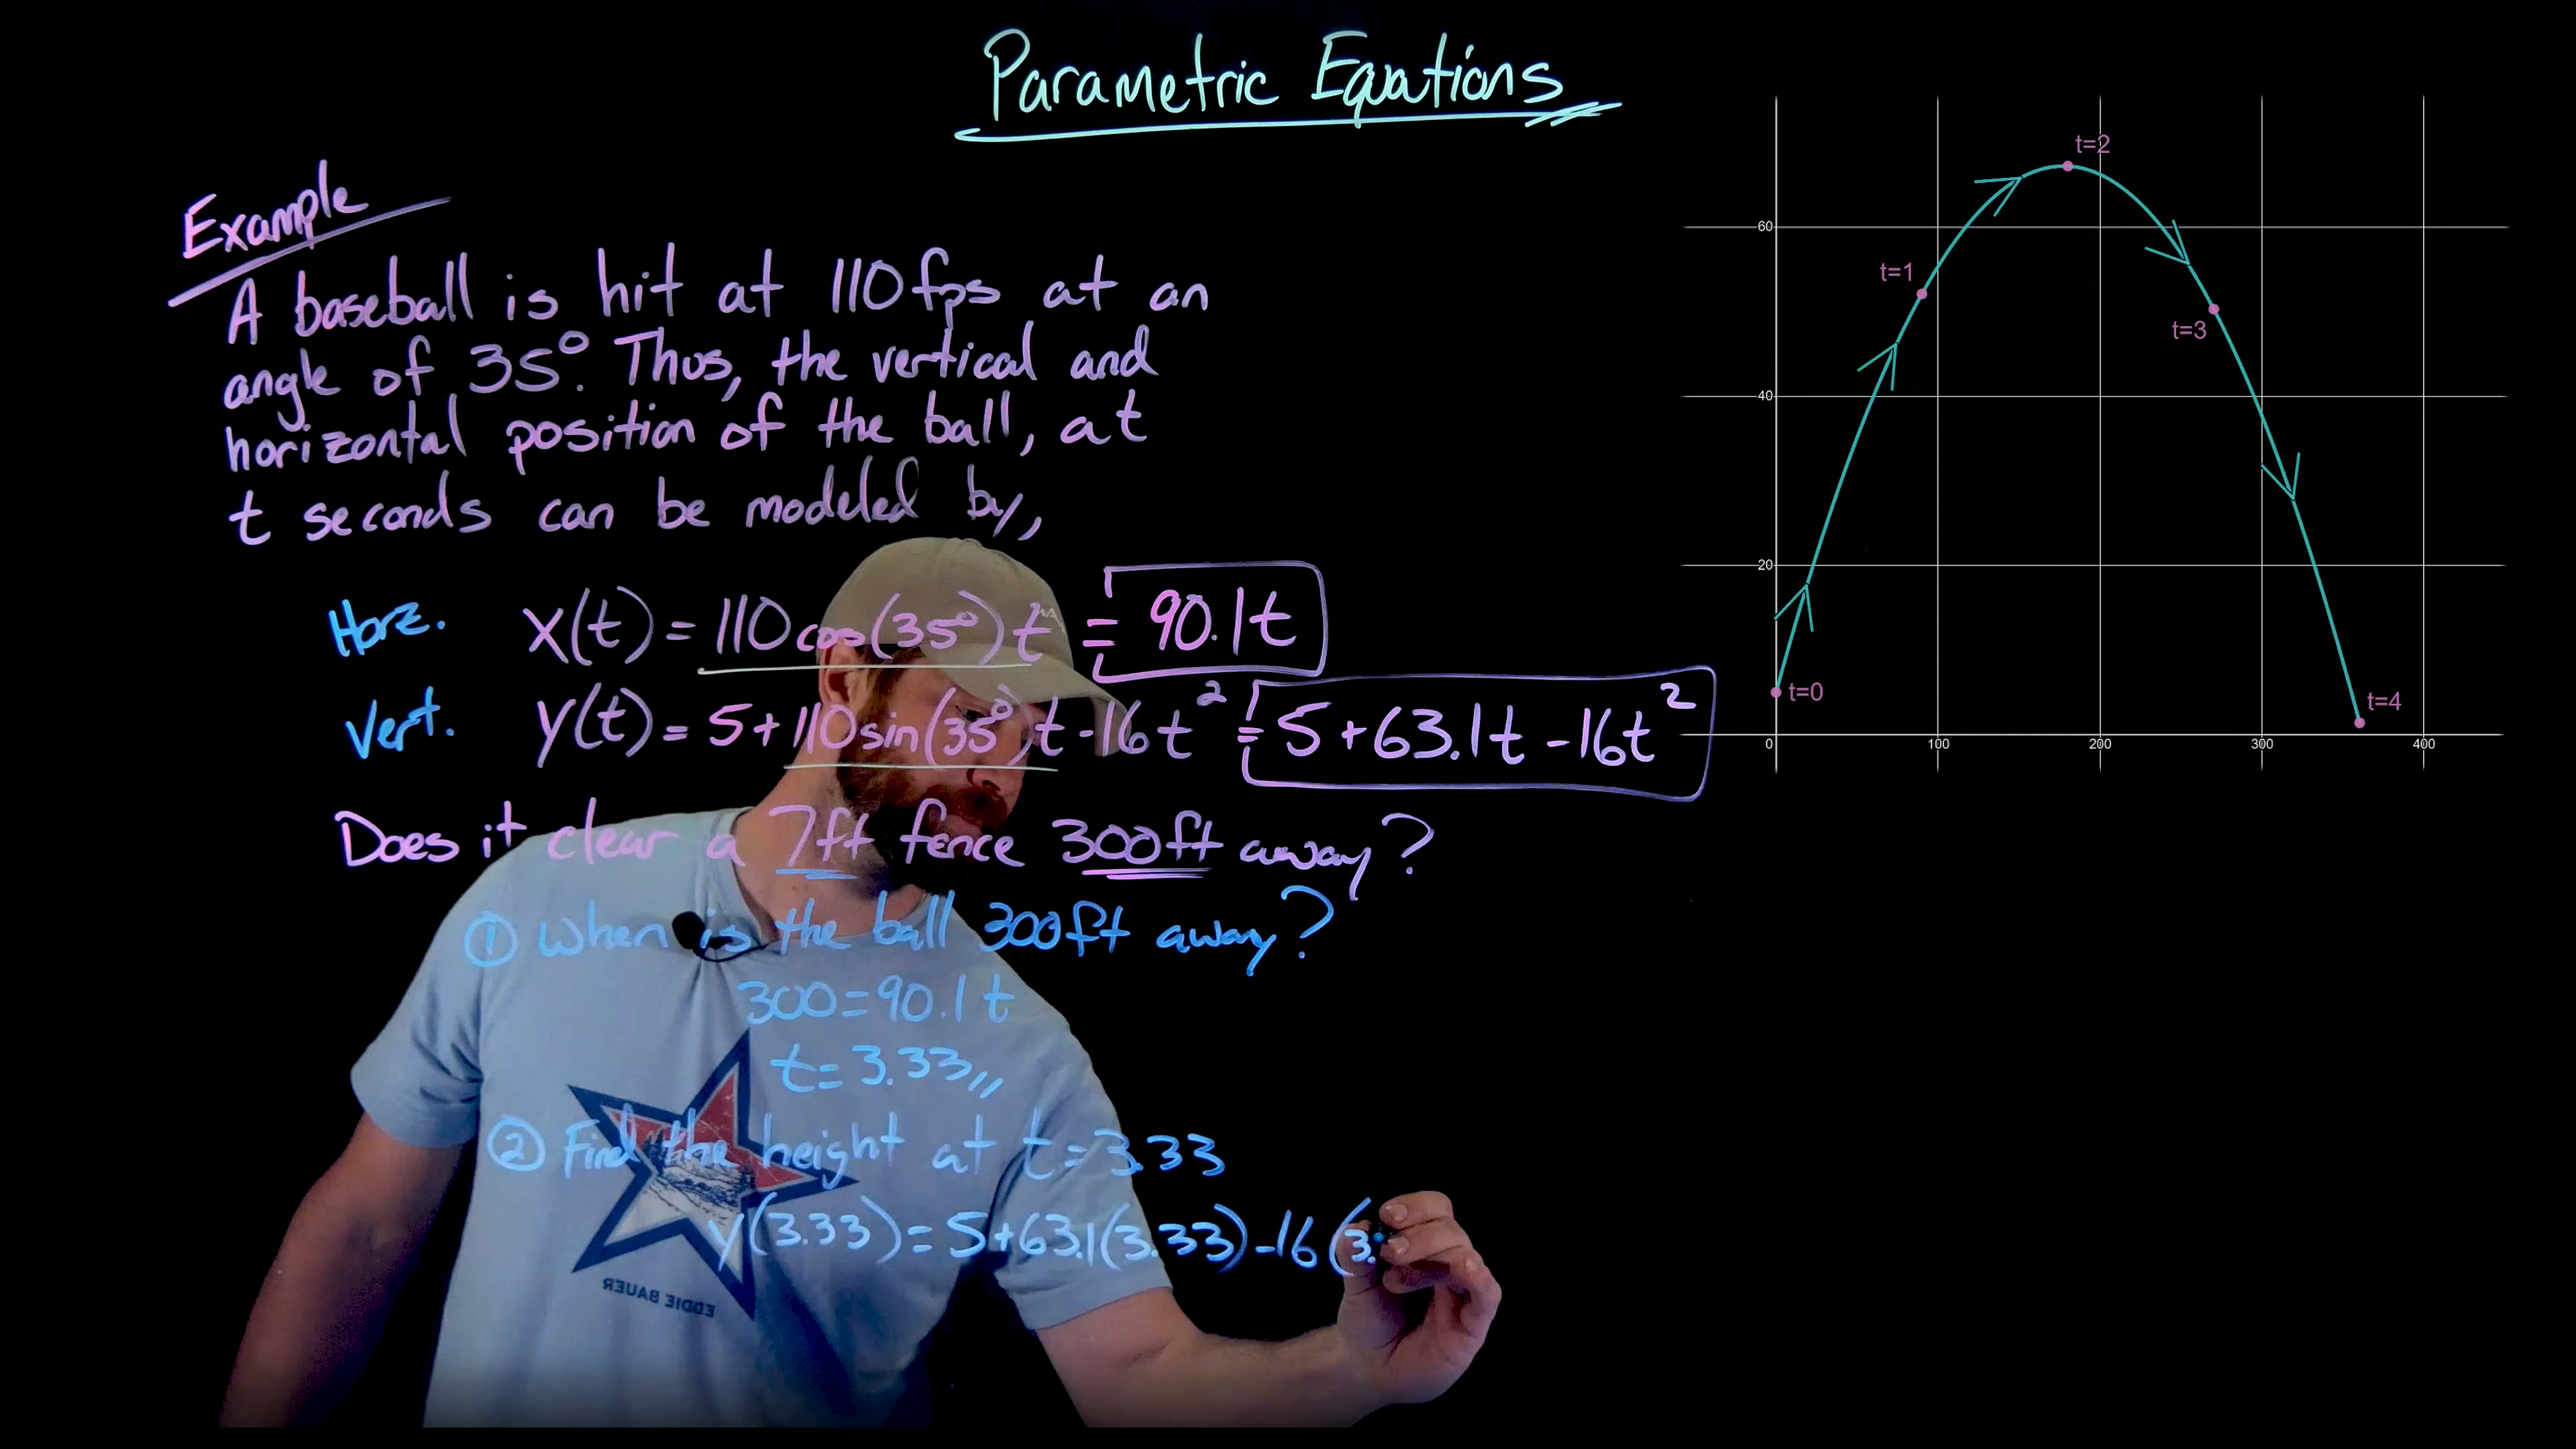 Parametric Equations
Example
A baseball is hit at 110fps at an
angle of 35°. Thus, the vertical and
horizontal position of the ball, at
t seconds can be modeled by,
Horz. x(t) = 110cos(35°)t = 90.1t
Vert. y(t) = 5+110sin(35°)t -16t² = 5+63.1t -16t²
Does it clear a 7ft fence 300ft away?
① When is the ball 300ft away?
300=90.1t
t=3.33,,
② Find the height at t=3.33
y(3.33)= 5+63.1(3.33)-16(3.
EDDIE BAUER
t=2
60
t=1
t=3
40
20
t=0
t=4
0 100 200 300 400